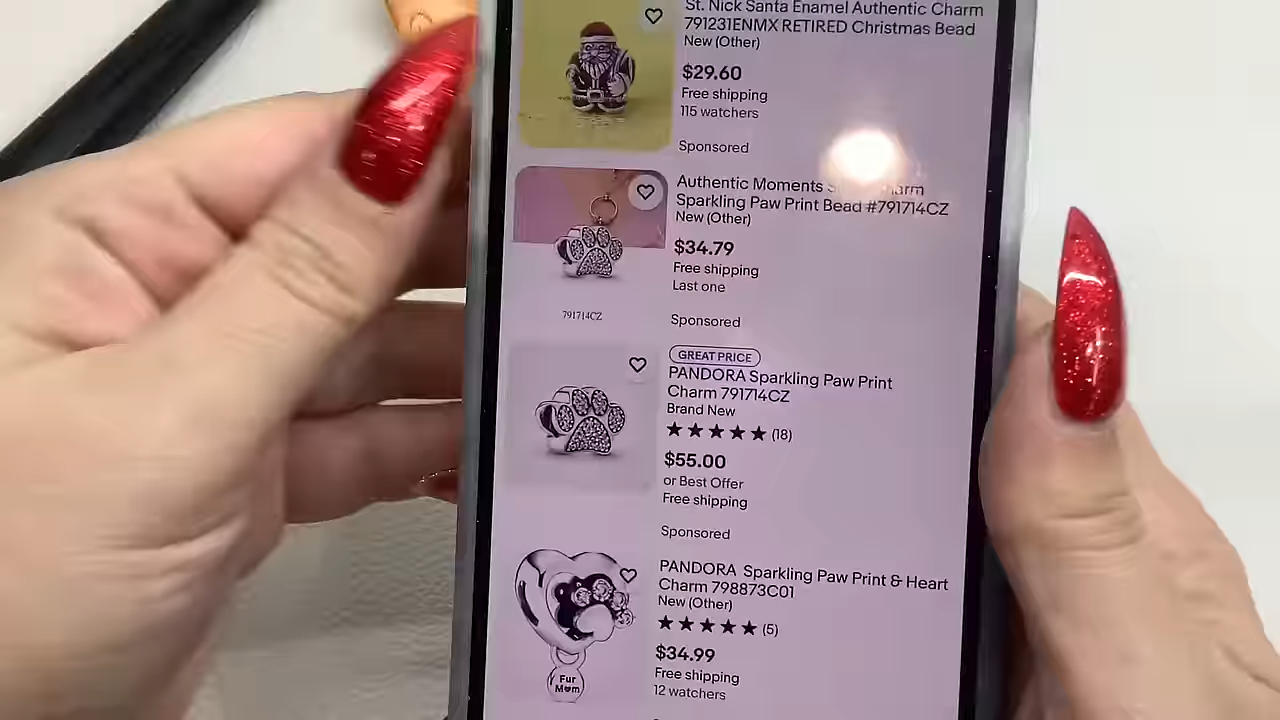 St. Nick Santa Enamel Authentic Charm
791231ENMX RETIRED Christmas Bead
New (Other)
$29.60
Free shipping
115 watchers
Sponsored
Authentic Moments
Sparkling Paw Print Bead #791714CZ
New (Other)
$34.79
Free shipping
Last one
791714CZ
Sponsored
GREAT PRICE
PANDORA Sparkling Paw Print
Charm 791714CZ
Brand New
(18)
$55.00
or Best Offer
Free shipping
Sponsored
PANDORA Sparkling Paw Print & Heart
Charm 798873C01
New (Other)
(5)
$34.99
Free shipping
12 watchers
Fur
Mom